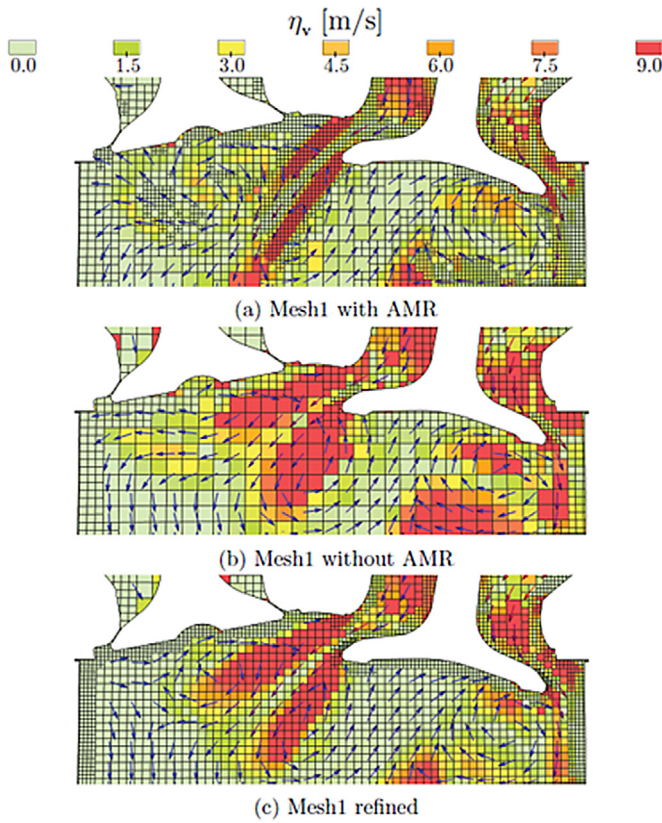 ηv [m/s]
0.0 1.5 3.0 4.5 6.0 7.5 9.0
(a) Mesh1 with AMR
(b) Mesh1 without AMR
(c) Mesh1 refined